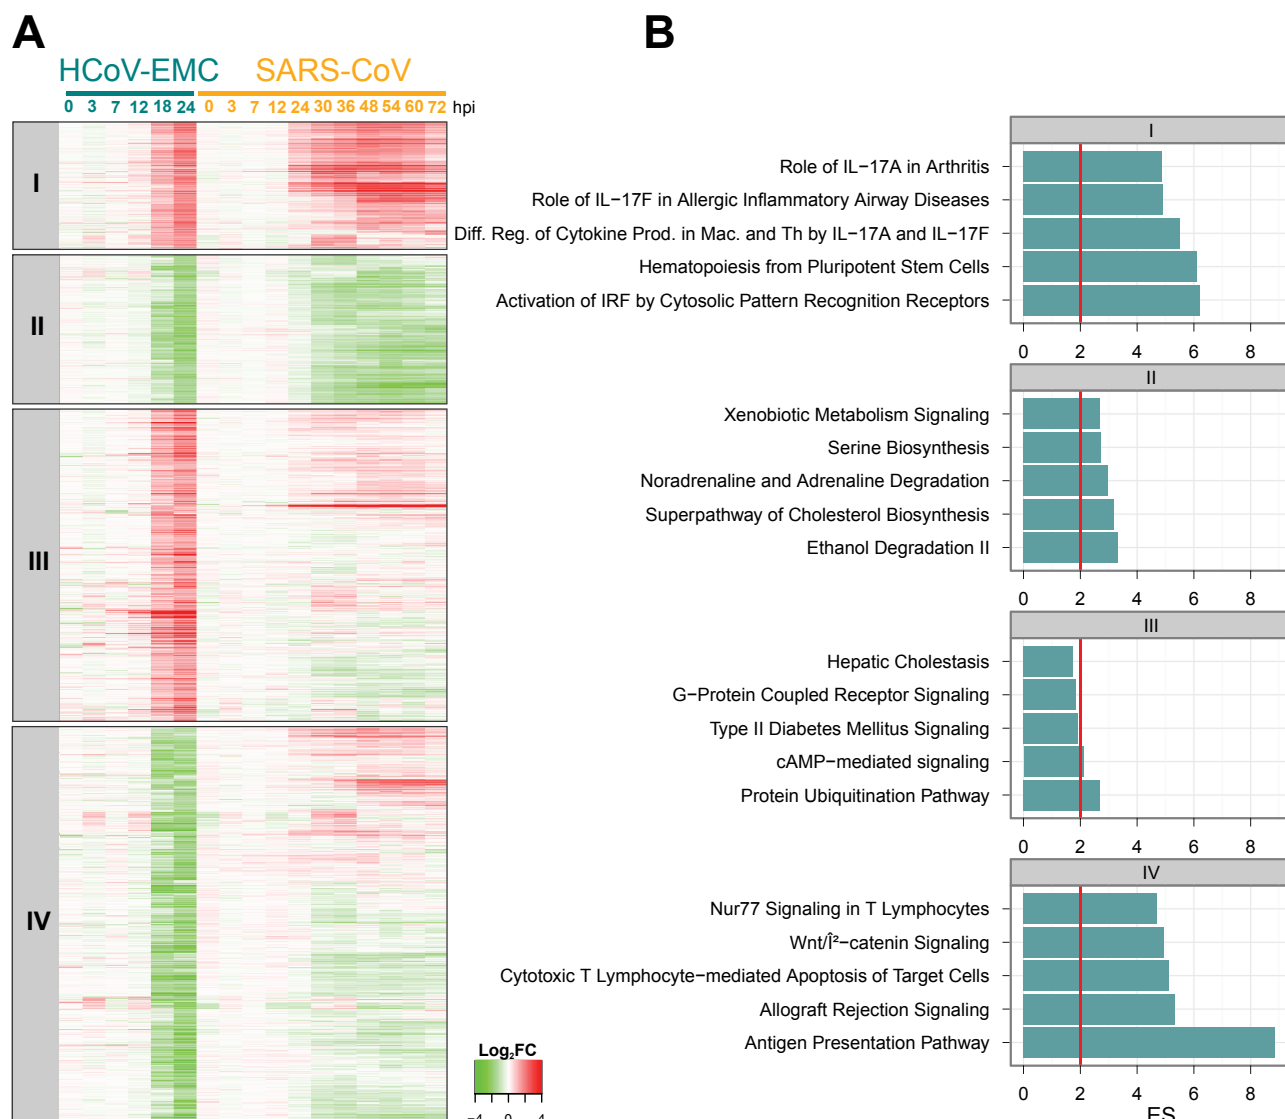 A
B
HCoV-EMC SARS-CoV
0 3 7 12 18 24 0 3 7 12 24 30 36 48 54 60 72 hpi
I
II
III
IV
Log₂FC
−4 0 4
I
Role of IL−17A in Arthritis
Role of IL−17F in Allergic Inflammatory Airway Diseases
Diff. Reg. of Cytokine Prod. in Mac. and Th by IL−17A and IL−17F
Hematopoiesis from Pluripotent Stem Cells
Activation of IRF by Cytosolic Pattern Recognition Receptors
0 2 4 6 8
II
Xenobiotic Metabolism Signaling
Serine Biosynthesis
Noradrenaline and Adrenaline Degradation
Superpathway of Cholesterol Biosynthesis
Ethanol Degradation II
0 2 4 6 8
III
Hepatic Cholestasis
G−Protein Coupled Receptor Signaling
Type II Diabetes Mellitus Signaling
cAMP−mediated signaling
Protein Ubiquitination Pathway
0 2 4 6 8
IV
Nur77 Signaling in T Lymphocytes
Wnt/Î²−catenin Signaling
Cytotoxic T Lymphocyte−mediated Apoptosis of Target Cells
Allograft Rejection Signaling
Antigen Presentation Pathway
0 2 4 6 8
ES